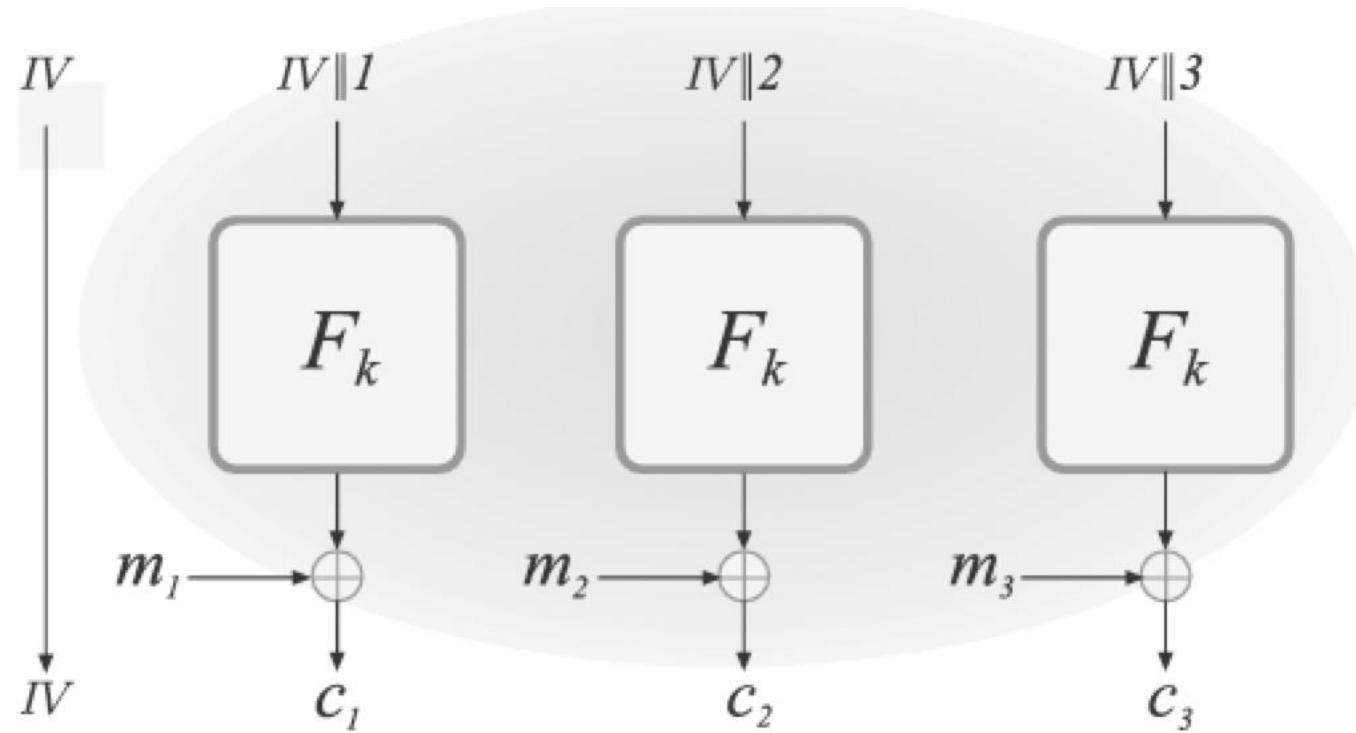 IV IV∥1 IV∥2 IV∥3
F_k F_k F_k
m_1 m_2 m_3
IV c_1 c_2 c_3